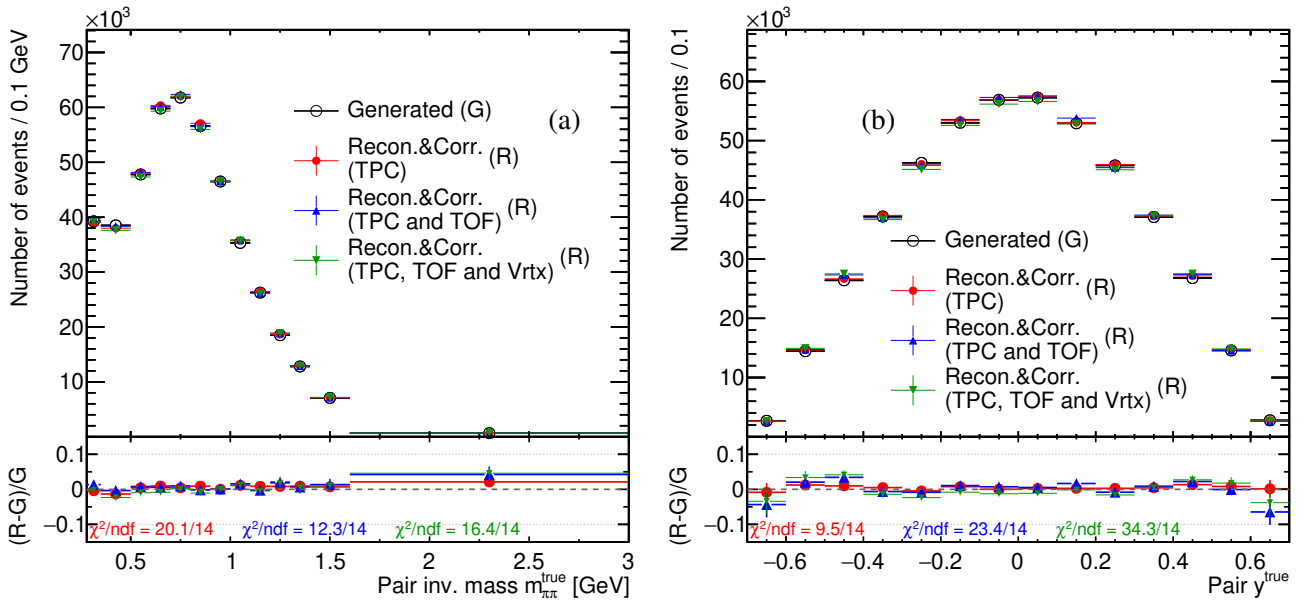 ×10³
Number of events / 0.1 GeV
70
60
50
40
30
20
10
(a)
Generated (G)
Recon.&Corr. (R)
(TPC)
Recon.&Corr. (R)
(TPC and TOF)
Recon.&Corr. (R)
(TPC, TOF and Vrtx)
(R-G)/G
0.1
0
−0.1
χ²/ndf = 20.1/14 χ²/ndf = 12.3/14 χ²/ndf = 16.4/14
0.5 1.0 1.5 2.0 2.5 3
Pair inv. mass m_ππ^true [GeV]
×10³
Number of events / 0.1
60
50
40
30
20
10
(b)
Generated (G)
Recon.&Corr. (R)
(TPC)
Recon.&Corr. (R)
(TPC and TOF)
Recon.&Corr. (R)
(TPC, TOF and Vrtx)
(R-G)/G
0.1
0
−0.1
χ²/ndf = 9.5/14 χ²/ndf = 23.4/14 χ²/ndf = 34.3/14
−0.6 −0.4 −0.2 0 0.2 0.4 0.6
Pair y^true